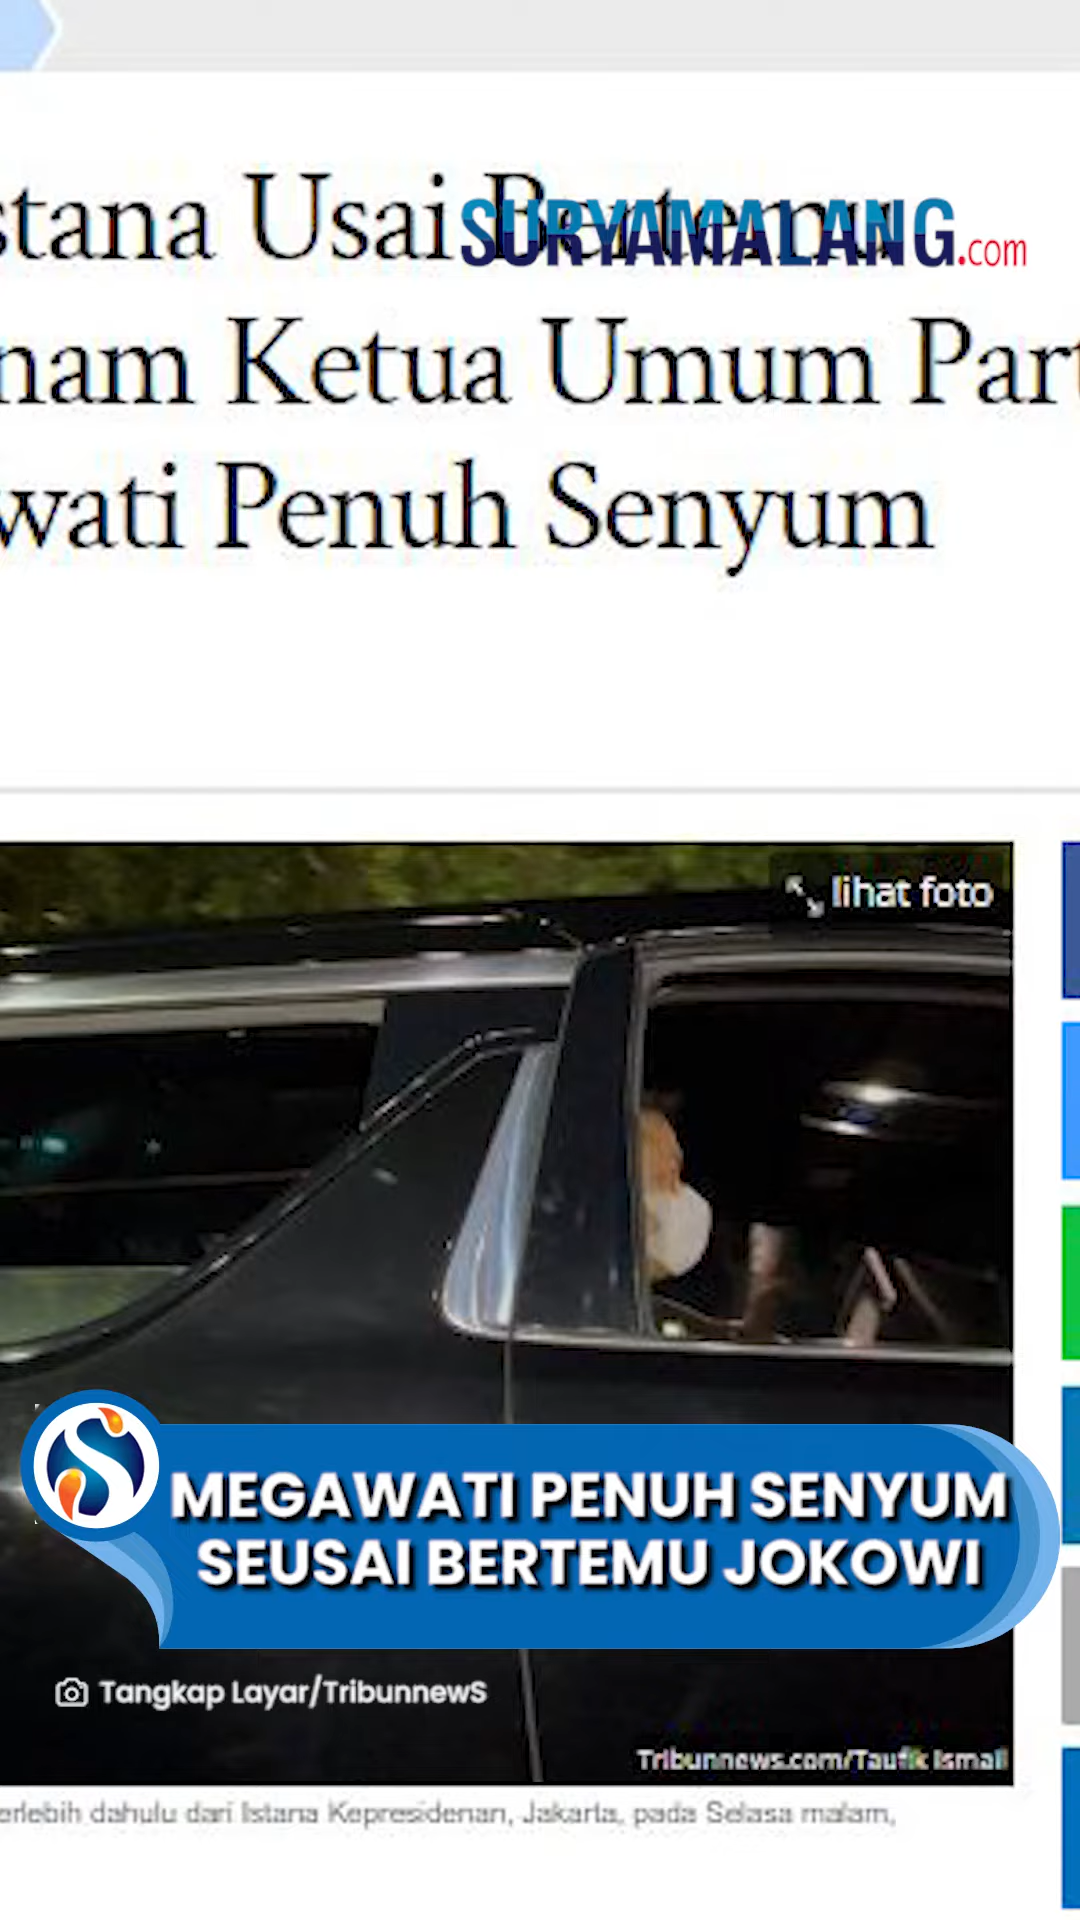 stana Usai Bertemu
SURYAMALANG.com
nam Ketua Umum Part
wati Penuh Senyum
lihat foto
MEGAWATI PENUH SENYUM
SEUSAI BERTEMU JOKOWI
Tangkap Layar/TribunnewS
Tribunnews.com/Taufik Ismail
erlebih dahulu dari Istana Kepresidenan, Jakarta, pada Selasa malam,